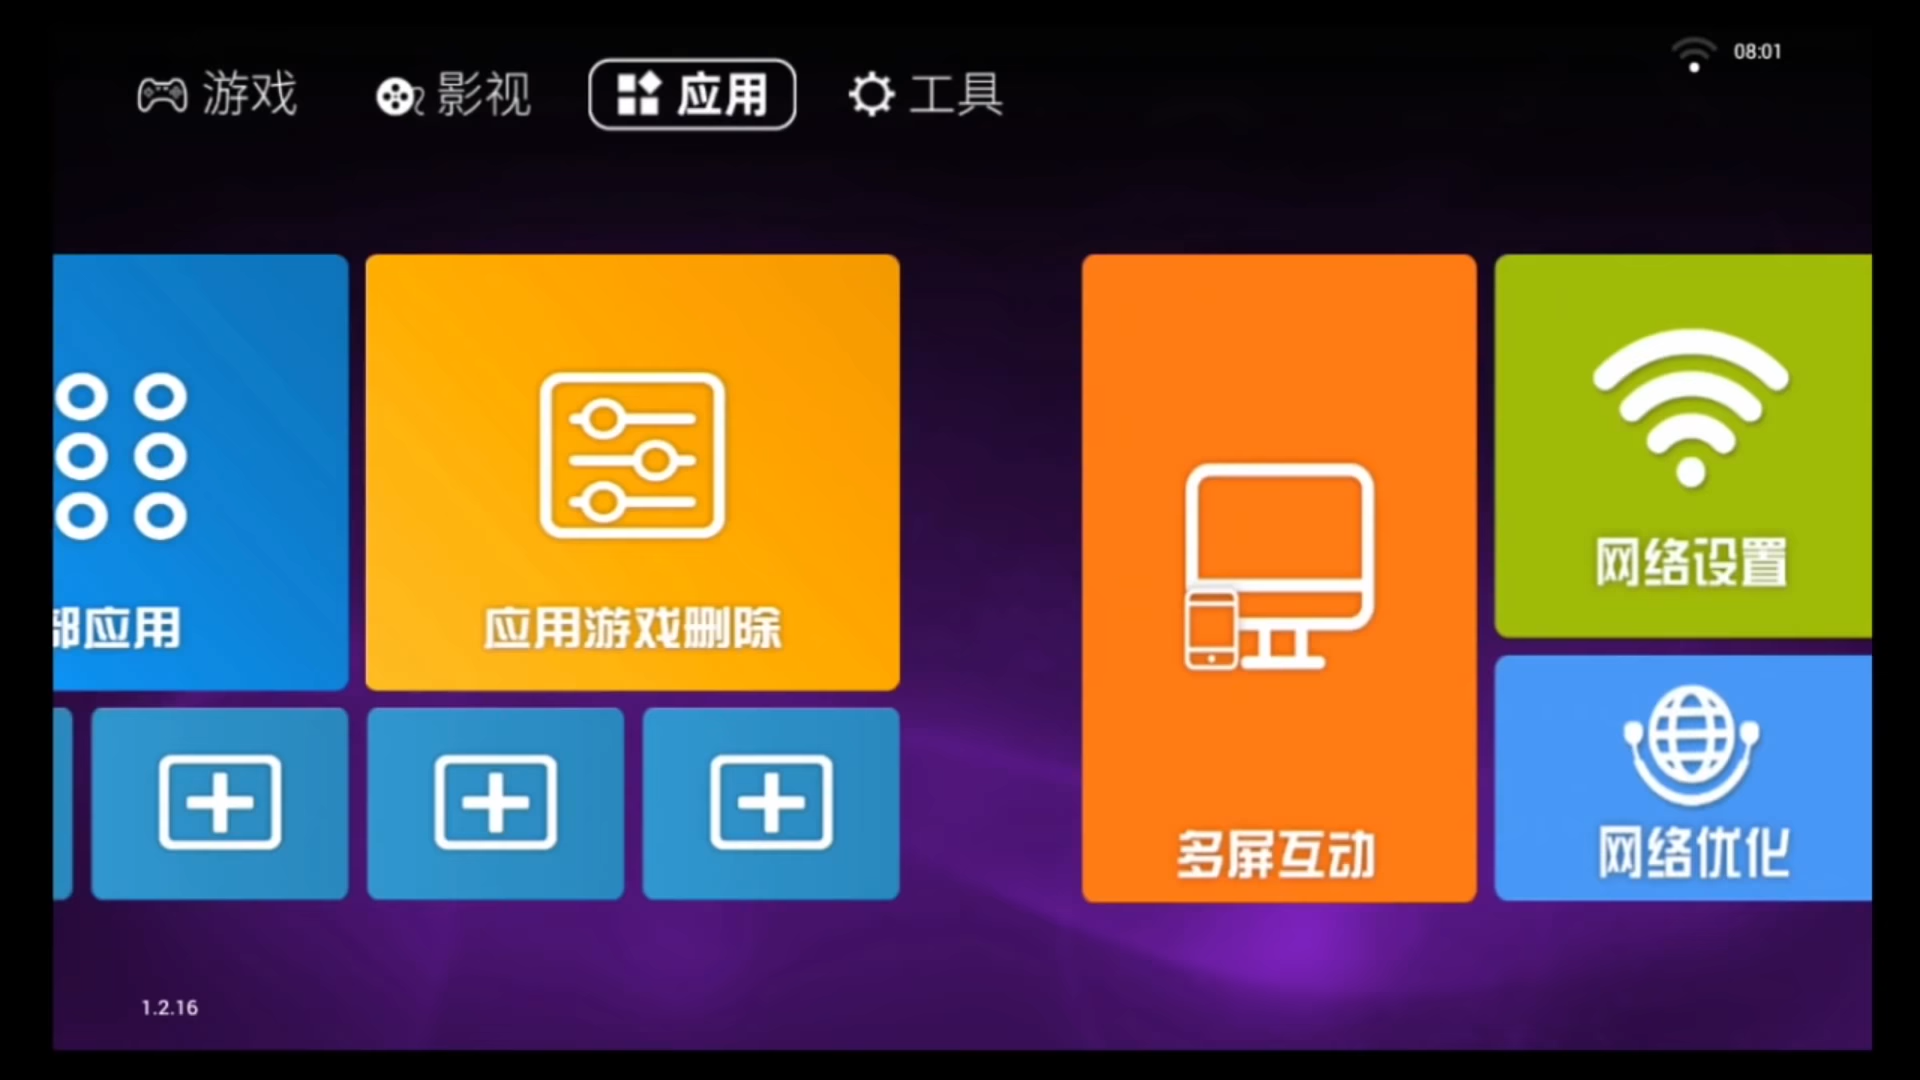 游戏
影视
应用
工具
08:01
部应用
应用游戏删除
多屏互动
网络设置
网络优化
1.2.16